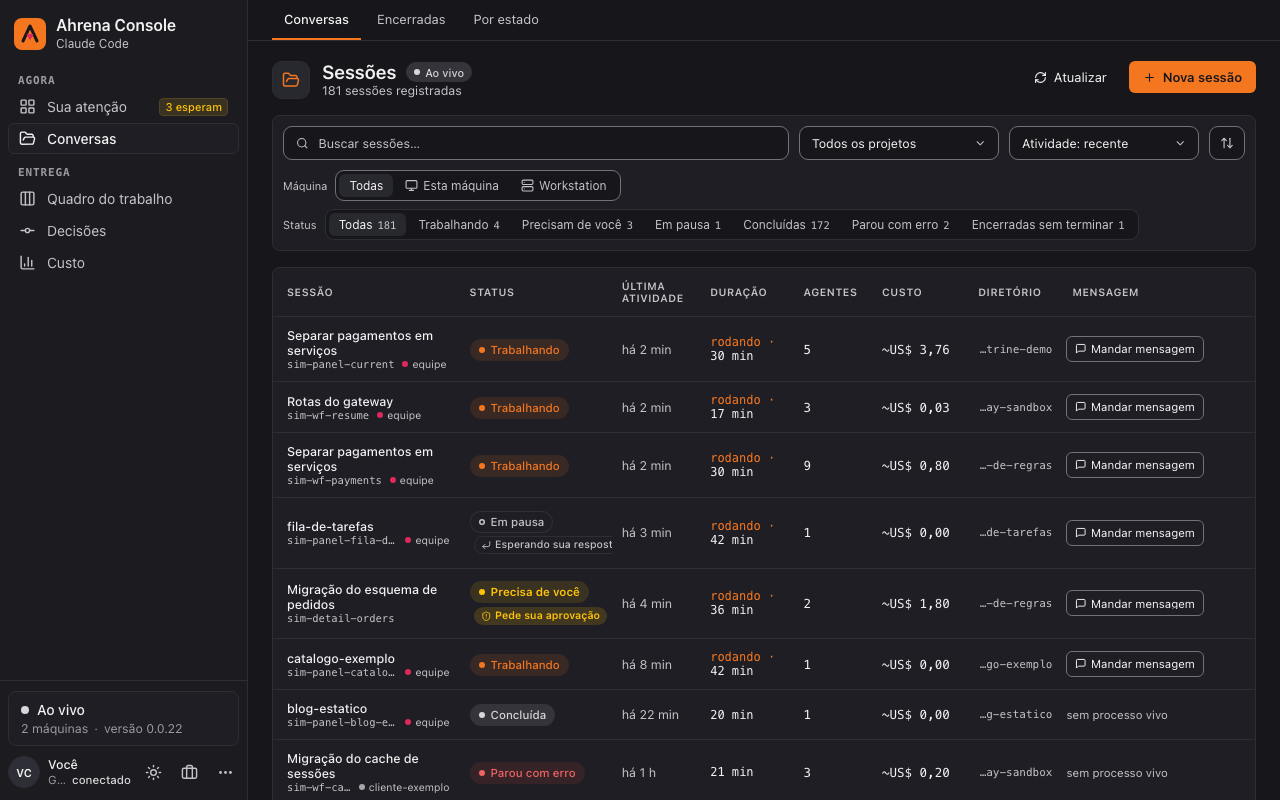 Ahrena Console
Claude Code
AGORA
Sua atenção
3 esperam
Conversas
ENTREGA
Quadro do trabalho
Decisões
Custo
Ao vivo
2 máquinas · versão 0.0.22
VC
Você
G… conectado
Conversas
Encerradas
Por estado
Sessões
Ao vivo
181 sessões registradas
Atualizar
Nova sessão
Buscar sessões…
Todos os projetos
Atividade: recente
Máquina
Todas
Esta máquina
Workstation
Status
Todas 181
Trabalhando 4
Precisam de você 3
Em pausa 1
Concluídas 172
Parou com erro 2
Encerradas sem terminar 1
SESSÃO
STATUS
ÚLTIMA
ATIVIDADE
DURAÇÃO
AGENTES
CUSTO
DIRETÓRIO
MENSAGEM
Separar pagamentos em
serviços
sim-panel-current equipe
Trabalhando
há 2 min
rodando ·
30 min
5
~US$ 3,76
…trine-demo
Mandar mensagem
Rotas do gateway
sim-wf-resume equipe
Trabalhando
há 2 min
rodando ·
17 min
3
~US$ 0,03
…ay-sandbox
Mandar mensagem
Separar pagamentos em
serviços
sim-wf-payments equipe
Trabalhando
há 2 min
rodando ·
30 min
9
~US$ 0,80
…-de-regras
Mandar mensagem
fila-de-tarefas
sim-panel-fila-d… equipe
Em pausa
Esperando sua respost
há 3 min
rodando ·
42 min
1
~US$ 0,00
…de-tarefas
Mandar mensagem
Migração do esquema de
pedidos
sim-detail-orders
Precisa de você
Pede sua aprovação
há 4 min
rodando ·
36 min
2
~US$ 1,80
…-de-regras
Mandar mensagem
catalogo-exemplo
sim-panel-catalo… equipe
Trabalhando
há 8 min
rodando ·
42 min
1
~US$ 0,00
…go-exemplo
Mandar mensagem
blog-estatico
sim-panel-blog-e… equipe
Concluída
há 22 min
20 min
1
~US$ 0,00
…g-estatico
sem processo vivo
Migração do cache de
sessões
sim-wf-ca… cliente-exemplo
Parou com erro
há 1 h
21 min
3
~US$ 0,20
…ay-sandbox
sem processo vivo